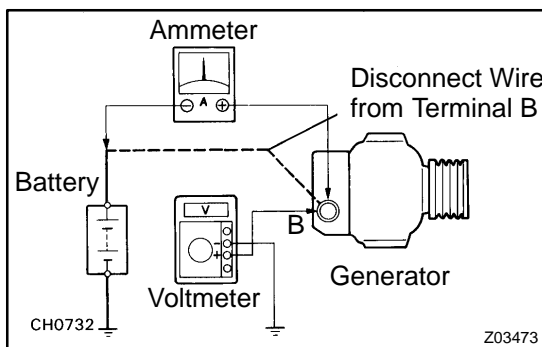 Ammeter
− A +
Disconnect Wire
from Terminal B
Battery
V
−
+
B
Voltmeter
Generator
CH0732
Z03473